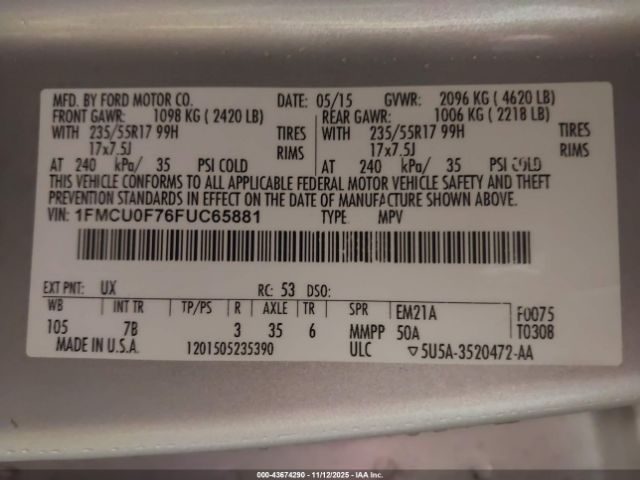 MFD. BY FORD MOTOR CO. DATE: 05/15 GVWR: 2096 KG ( 4620 LB)
FRONT GAWR: 1098 KG ( 2420 LB) REAR GAWR: 1006 KG ( 2218 LB)
WITH 235/55R17 99H TIRES WITH 235/55R17 99H TIRES
17x7.5J RIMS 17x7.5J RIMS
AT 240 kPa/ 35 PSI COLD AT 240 kPa/ 35 PSI COLD
THIS VEHICLE CONFORMS TO ALL APPLICABLE FEDERAL MOTOR VEHICLE SAFETY AND THEFT
PREVENTION STANDARDS IN EFFECT ON THE DATE OF MANUFACTURE SHOWN ABOVE.
VIN: 1FMCU0F76FUC65881 TYPE MPV
EXT PNT: UX RC: 53 DSO:
WB INT TR TP/PS R AXLE TR SPR EM21A F0075
105 7B 3 35 6 MMPP 50A T0308
MADE IN U.S.A. 1201505235390 ULC ▽5U5A-3520472-AA
000-43674290 - 11/12/2025 - IAA Inc.